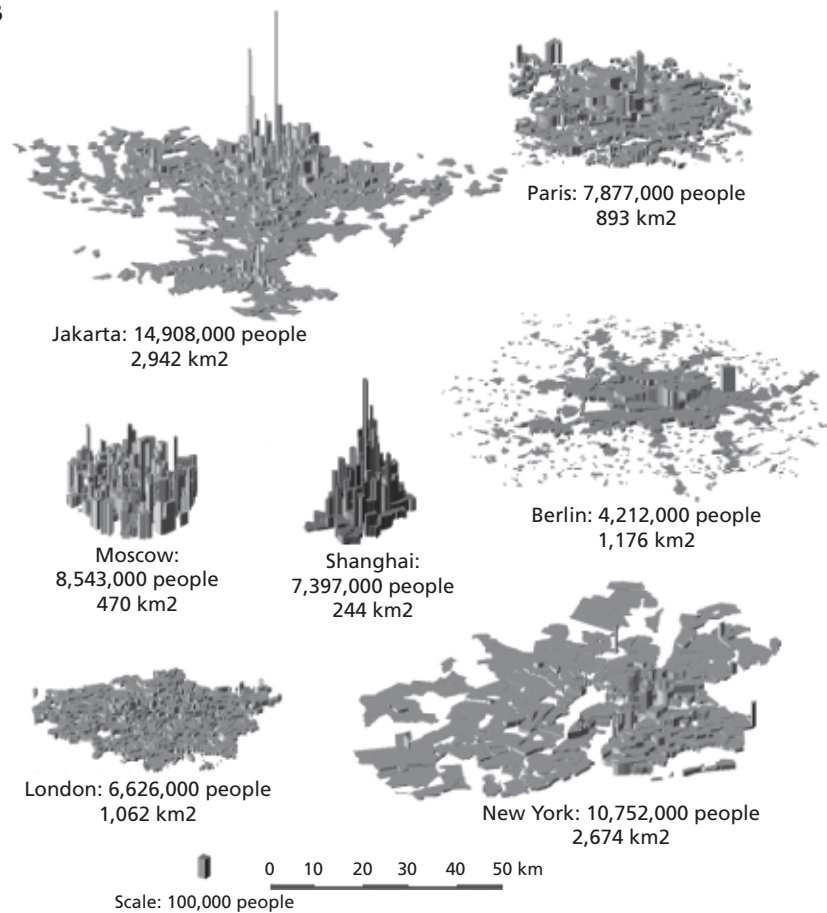 Paris: 7,877,000 people
893 km2
Jakarta: 14,908,000 people
2,942 km2
Berlin: 4,212,000 people
1,176 km2
Moscow:
8,543,000 people
470 km2
Shanghai:
7,397,000 people
244 km2
London: 6,626,000 people
1,062 km2
New York: 10,752,000 people
2,674 km2
0 10 20 30 40 50 km
Scale: 100,000 people